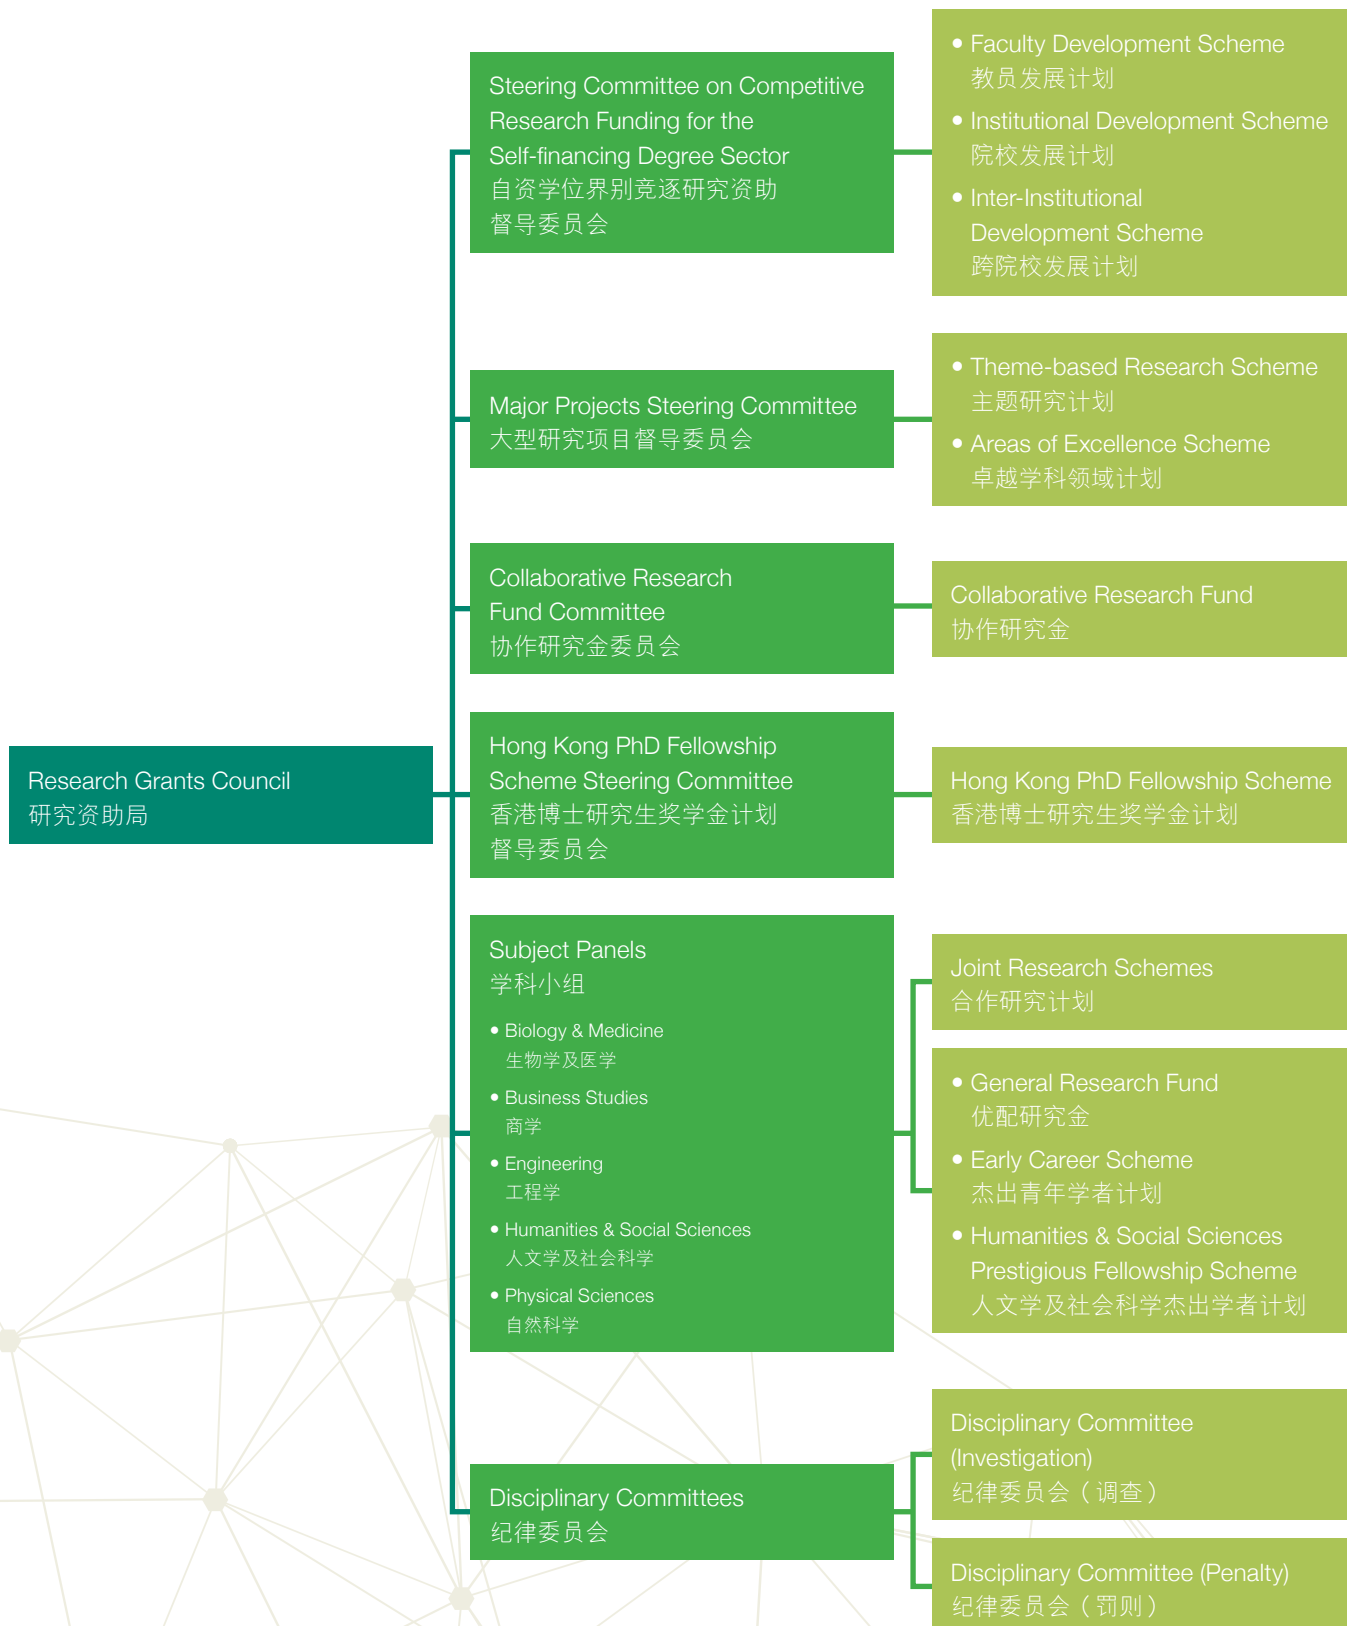 Research Grants Council
研究资助局
Steering Committee on Competitive
Research Funding for the
Self-financing Degree Sector
自资学位界别竞逐研究资助
督导委员会
• Faculty Development Scheme
教员发展计划
• Institutional Development Scheme
院校发展计划
• Inter-Institutional
Development Scheme
跨院校发展计划
Major Projects Steering Committee
大型研究项目督导委员会
• Theme-based Research Scheme
主题研究计划
• Areas of Excellence Scheme
卓越学科领域计划
Collaborative Research
Fund Committee
协作研究金委员会
Collaborative Research Fund
协作研究金
Hong Kong PhD Fellowship
Scheme Steering Committee
香港博士研究生奖学金计划
督导委员会
Hong Kong PhD Fellowship Scheme
香港博士研究生奖学金计划
Subject Panels
学科小组
• Biology & Medicine
生物学及医学
• Business Studies
商学
• Engineering
工程学
• Humanities & Social Sciences
人文学及社会科学
• Physical Sciences
自然科学
Joint Research Schemes
合作研究计划
• General Research Fund
优配研究金
• Early Career Scheme
杰出青年学者计划
• Humanities & Social Sciences
Prestigious Fellowship Scheme
人文学及社会科学杰出学者计划
Disciplinary Committees
纪律委员会
Disciplinary Committee
(Investigation)
纪律委员会（调查）
Disciplinary Committee (Penalty)
纪律委员会（罚则）